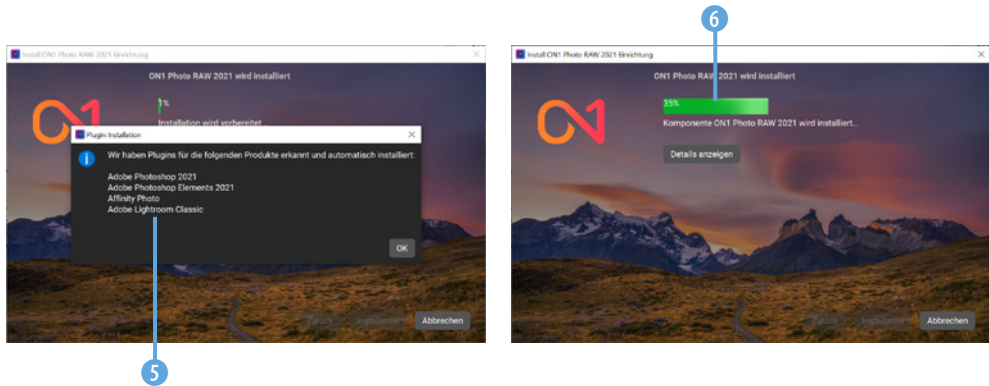 6
Install ON1 Photo RAW 2021 Einrichtung
ON1 Photo RAW 2021 wird installiert
1%
Installation wird vorbereitet...
Plugin Installation
Wir haben Plugins für die folgenden Produkte erkannt und automatisch installiert:
Adobe Photoshop 2021
Adobe Photoshop Elements 2021
Affinity Photo
Adobe Lightroom Classic
OK
Zurück
Abbrechen
5
Install ON1 Photo RAW 2021 Einrichtung
ON1 Photo RAW 2021 wird installiert
35%
Komponente ON1 Photo RAW 2021 wird installiert...
Details anzeigen
Zurück
Abbrechen